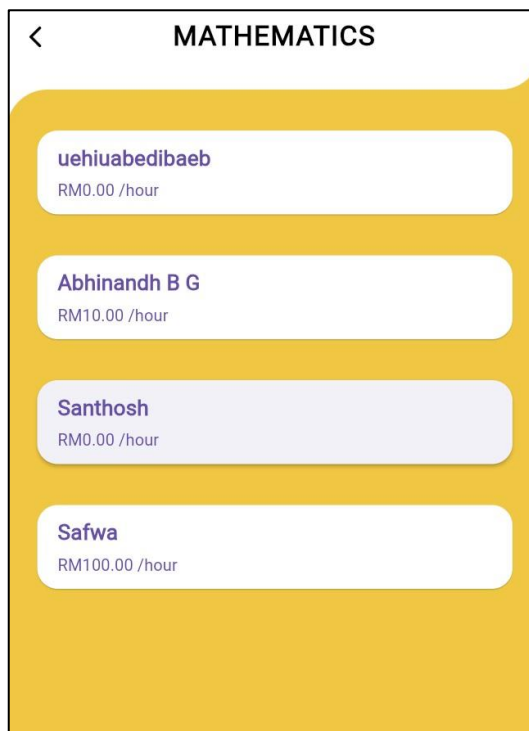 MATHEMATICS
uehiuabedibaeb
RM0.00 /hour
Abhinandh B G
RM10.00 /hour
Santhosh
RM0.00 /hour
Safwa
RM100.00 /hour